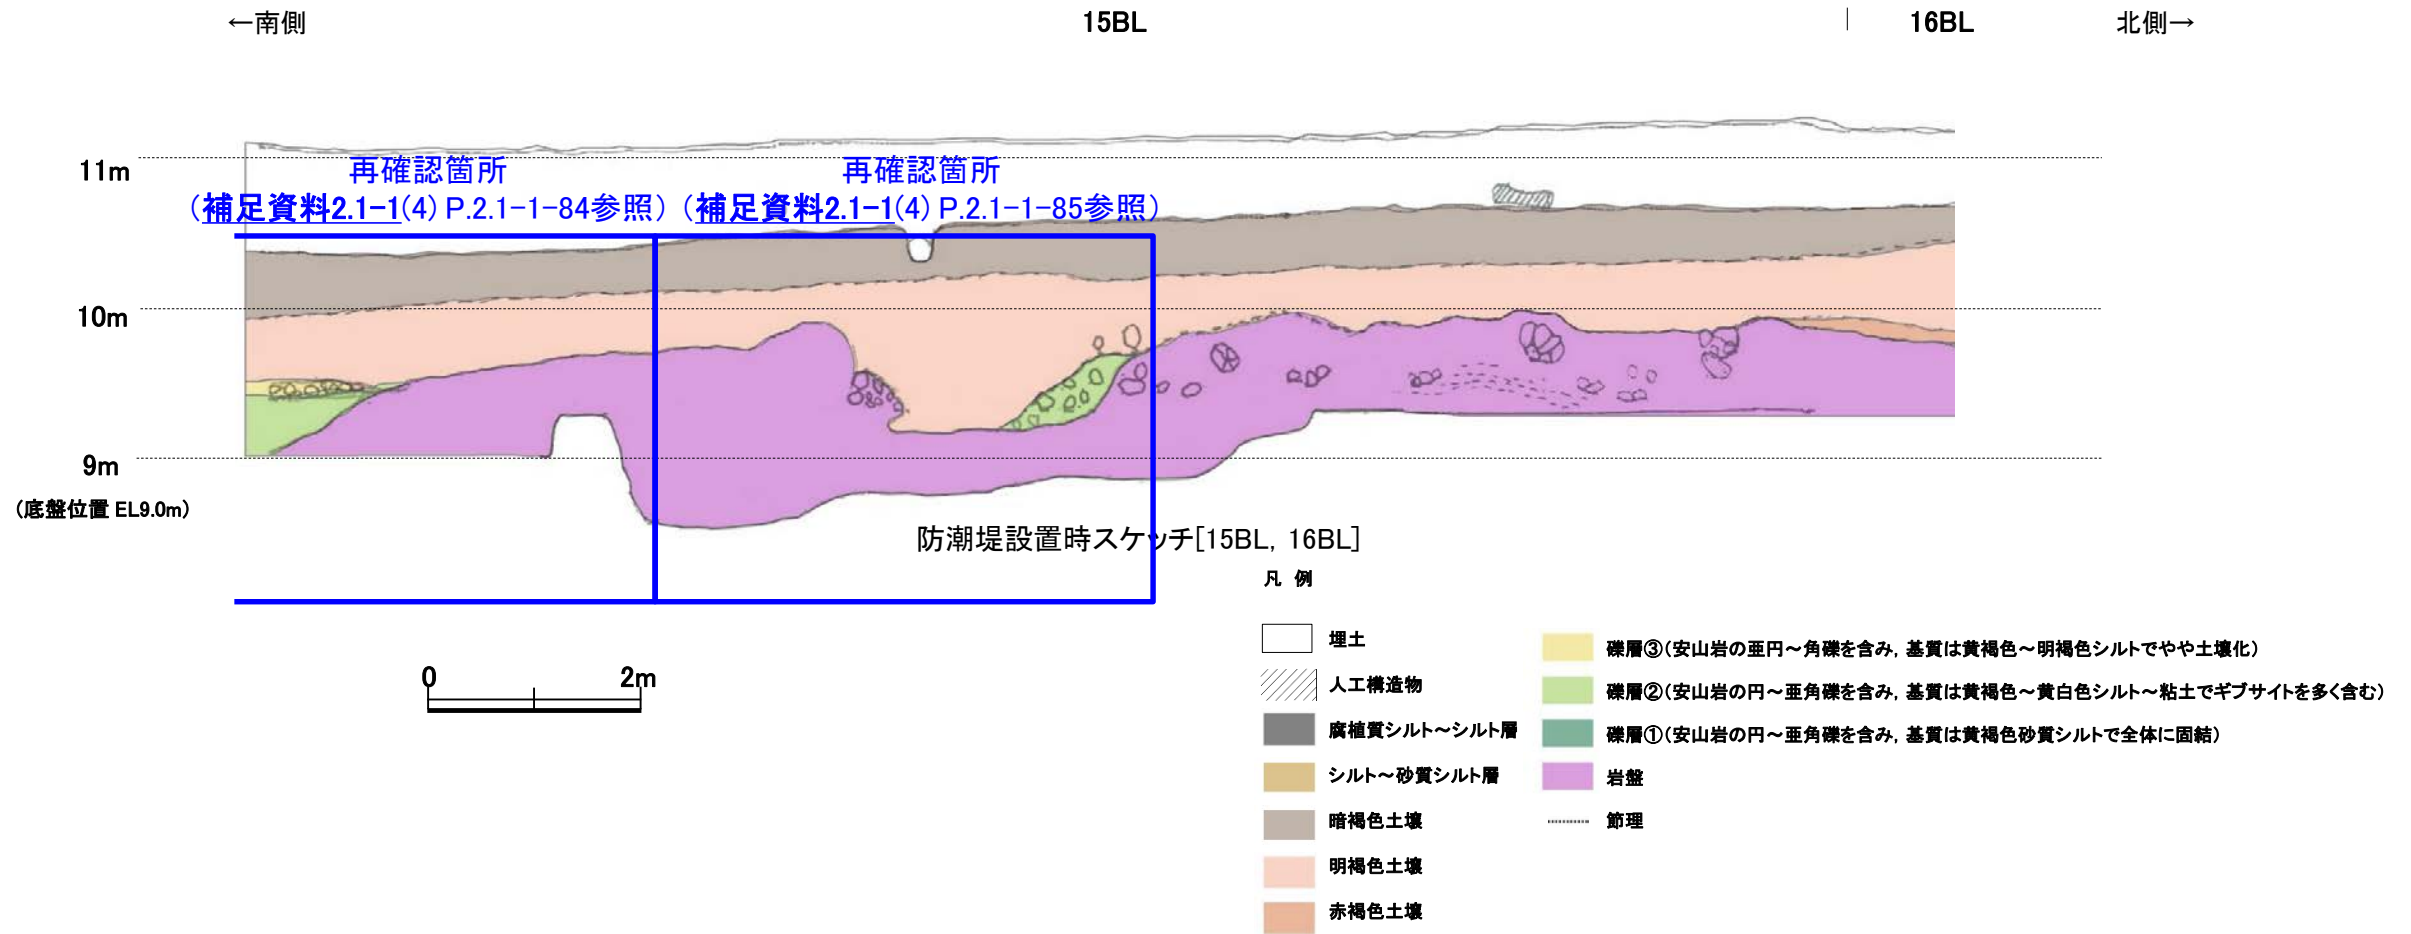 ←南側 15BL 16BL 北側→
11m
再確認箇所 再確認箇所
（補足資料2.1-1(4) P.2.1-1-84参照）（補足資料2.1-1(4) P.2.1-1-85参照）
10m
9m
（底盤位置 EL9.0m）
防潮堤設置時スケッチ[15BL, 16BL]
0 2m
凡 例
埋土
人工構造物
腐植質シルト～シルト層
シルト～砂質シルト層
暗褐色土壌
明褐色土壌
赤褐色土壌
礫層③（安山岩の亜円～角礫を含み，基質は黄褐色～明褐色シルトでやや土壌化）
礫層②（安山岩の円～亜角礫を含み，基質は黄褐色～黄白色シルト～粘土でギブサイトを多く含む）
礫層①（安山岩の円～亜角礫を含み，基質は黄褐色砂質シルトで全体に固結）
岩盤
節理